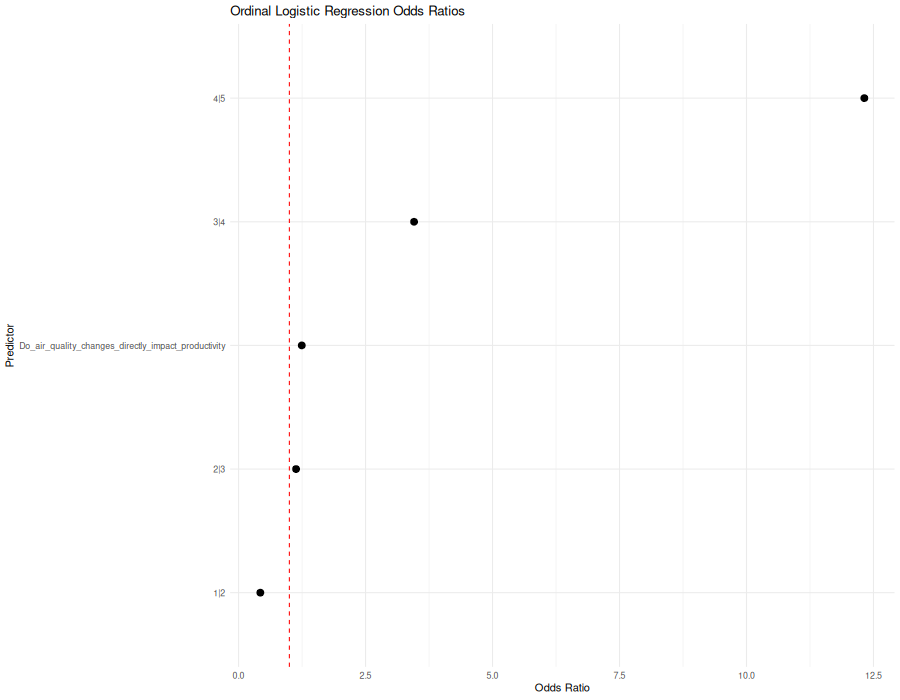 Ordinal Logistic Regression Odds Ratios
4|5
3|4
Do_air_quality_changes_directly_impact_productivity
2|3
1|2
Predictor
0.0 2.5 5.0 7.5 10.0 12.5
Odds Ratio